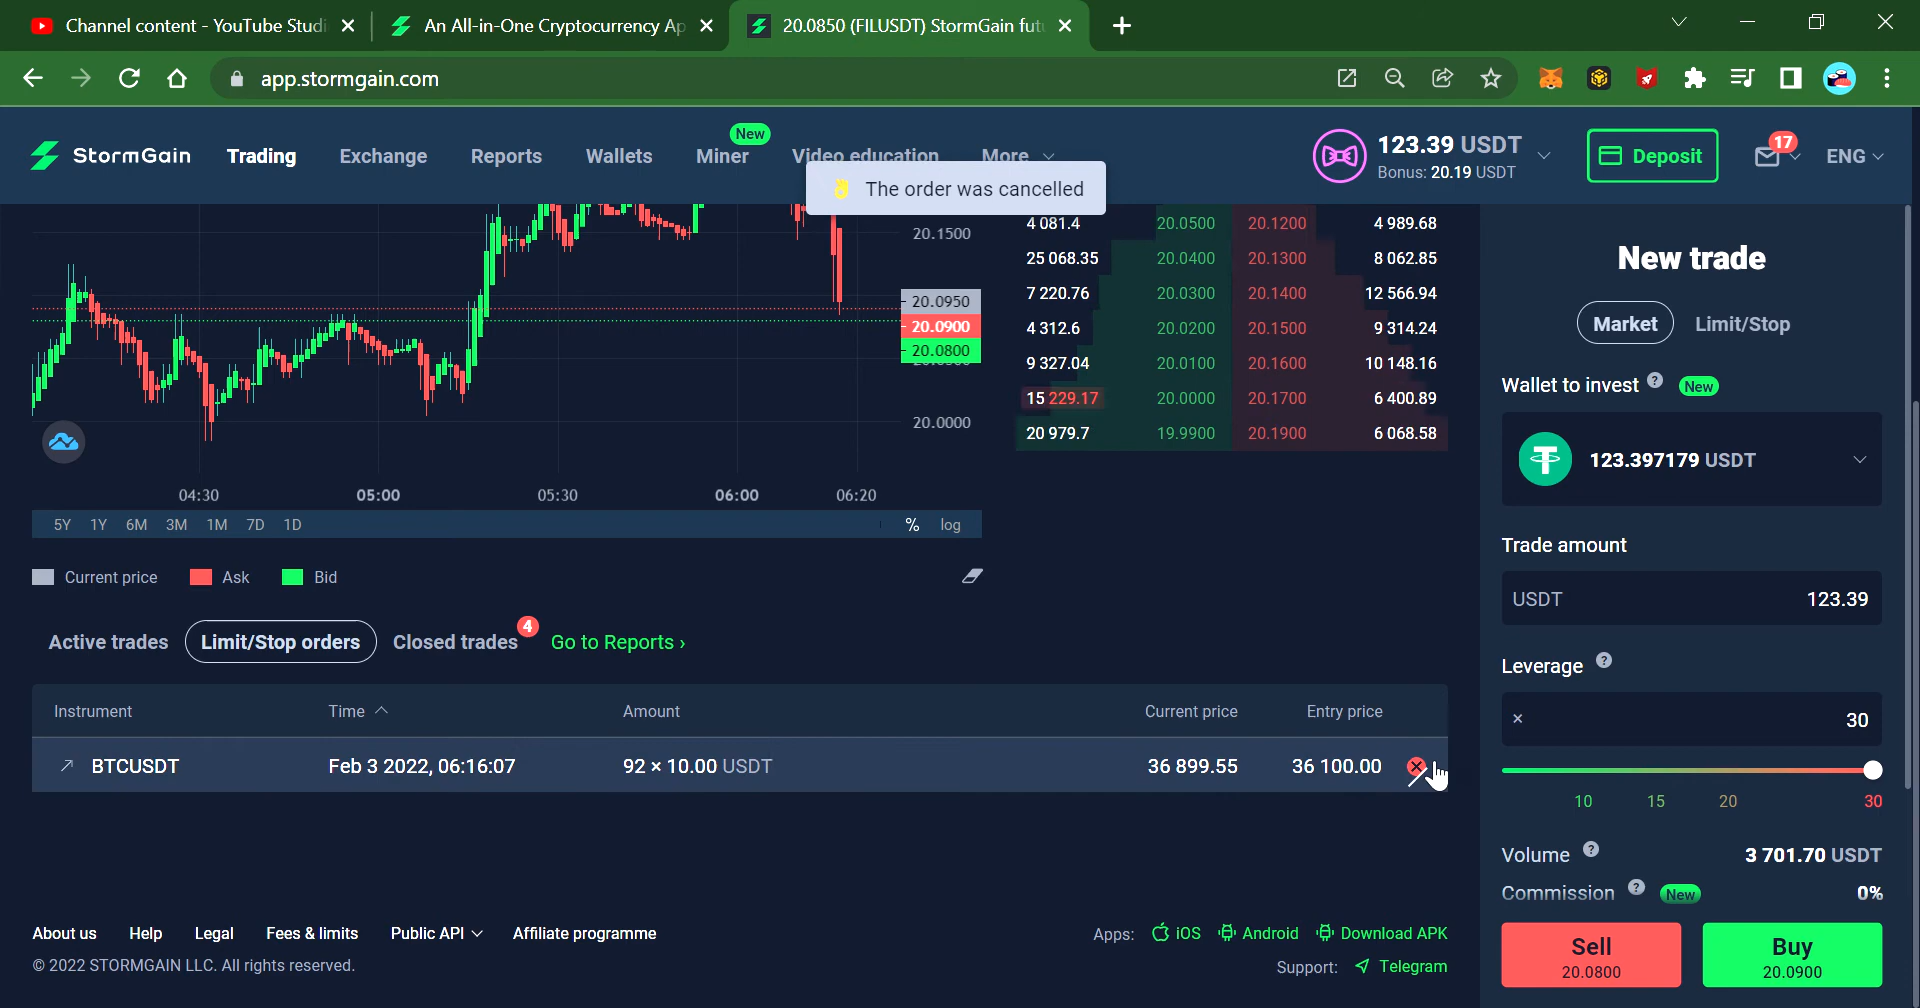 Channel content - YouTube Studi
An All-in-One Cryptocurrency Ap
20.0850 (FILUSDT) StormGain fut
app.stormgain.com
StormGain
Trading
Exchange
Reports
Wallets
Miner
New
Video education
More
123.39 USDT
Bonus: 20.19 USDT
Deposit
17
ENG
The order was cancelled
20.1500
20.0950
20.0900
20.0800
20.0000
04:30 05:00 05:30 06:00 06:20
5Y 1Y 6M 3M 1M 7D 1D % log
Current price Ask Bid
4 081.4 20.0500 20.1200 4 989.68
25 068.35 20.0400 20.1300 8 062.85
7 220.76 20.0300 20.1400 12 566.94
4 312.6 20.0200 20.1500 9 314.24
9 327.04 20.0100 20.1600 10 148.16
15 229.17 20.0000 20.1700 6 400.89
20 979.7 19.9900 20.1900 6 068.58
Active trades Limit/Stop orders Closed trades 4 Go to Reports ›
Instrument Time Amount Current price Entry price
BTCUSDT Feb 3 2022, 06:16:07 92 × 10.00 USDT 36 899.55 36 100.00
New trade
Market Limit/Stop
Wallet to invest ? New
123.397179 USDT
Trade amount
USDT 123.39
Leverage ?
× 30
10 15 20 30
Volume ? 3 701.70 USDT
Commission ? New 0%
Sell
20.0800
Buy
20.0900
About us Help Legal Fees & limits Public API Affiliate programme
© 2022 STORMGAIN LLC. All rights reserved.
Apps: iOS Android Download APK
Support: Telegram